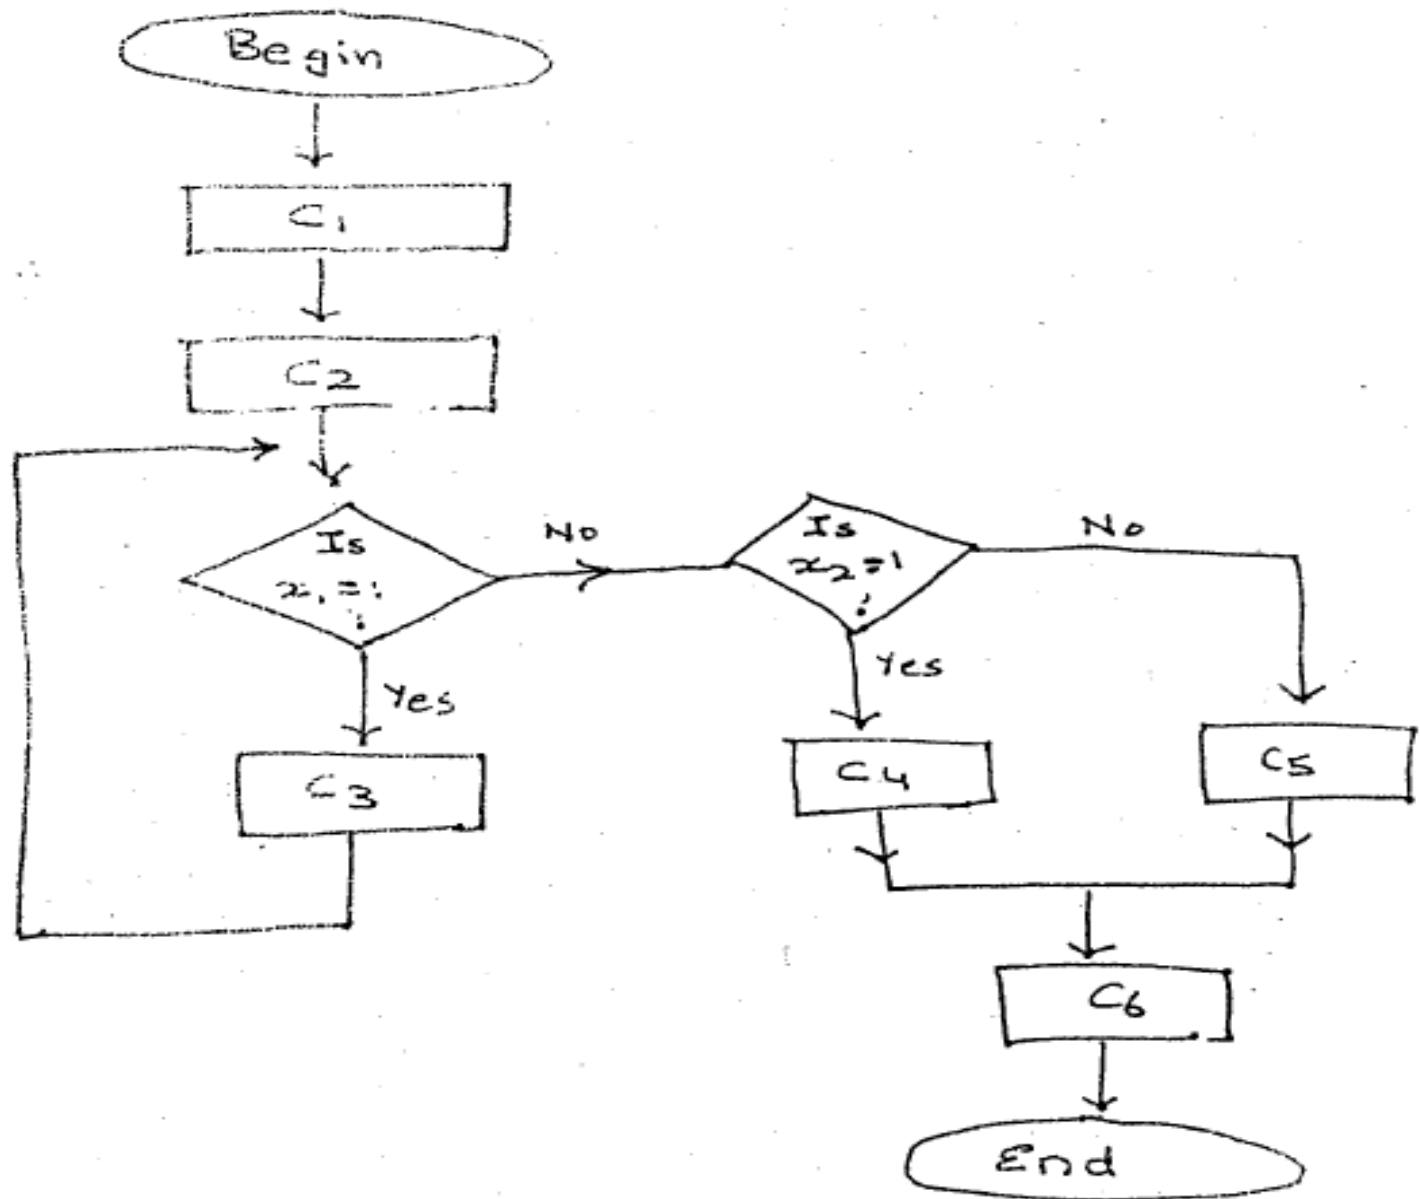 Begin
C1
C2
Is
x1 = 1
?
No
Yes
C3
Is
x2 = 1
?
No
Yes
C4
C5
C6
End